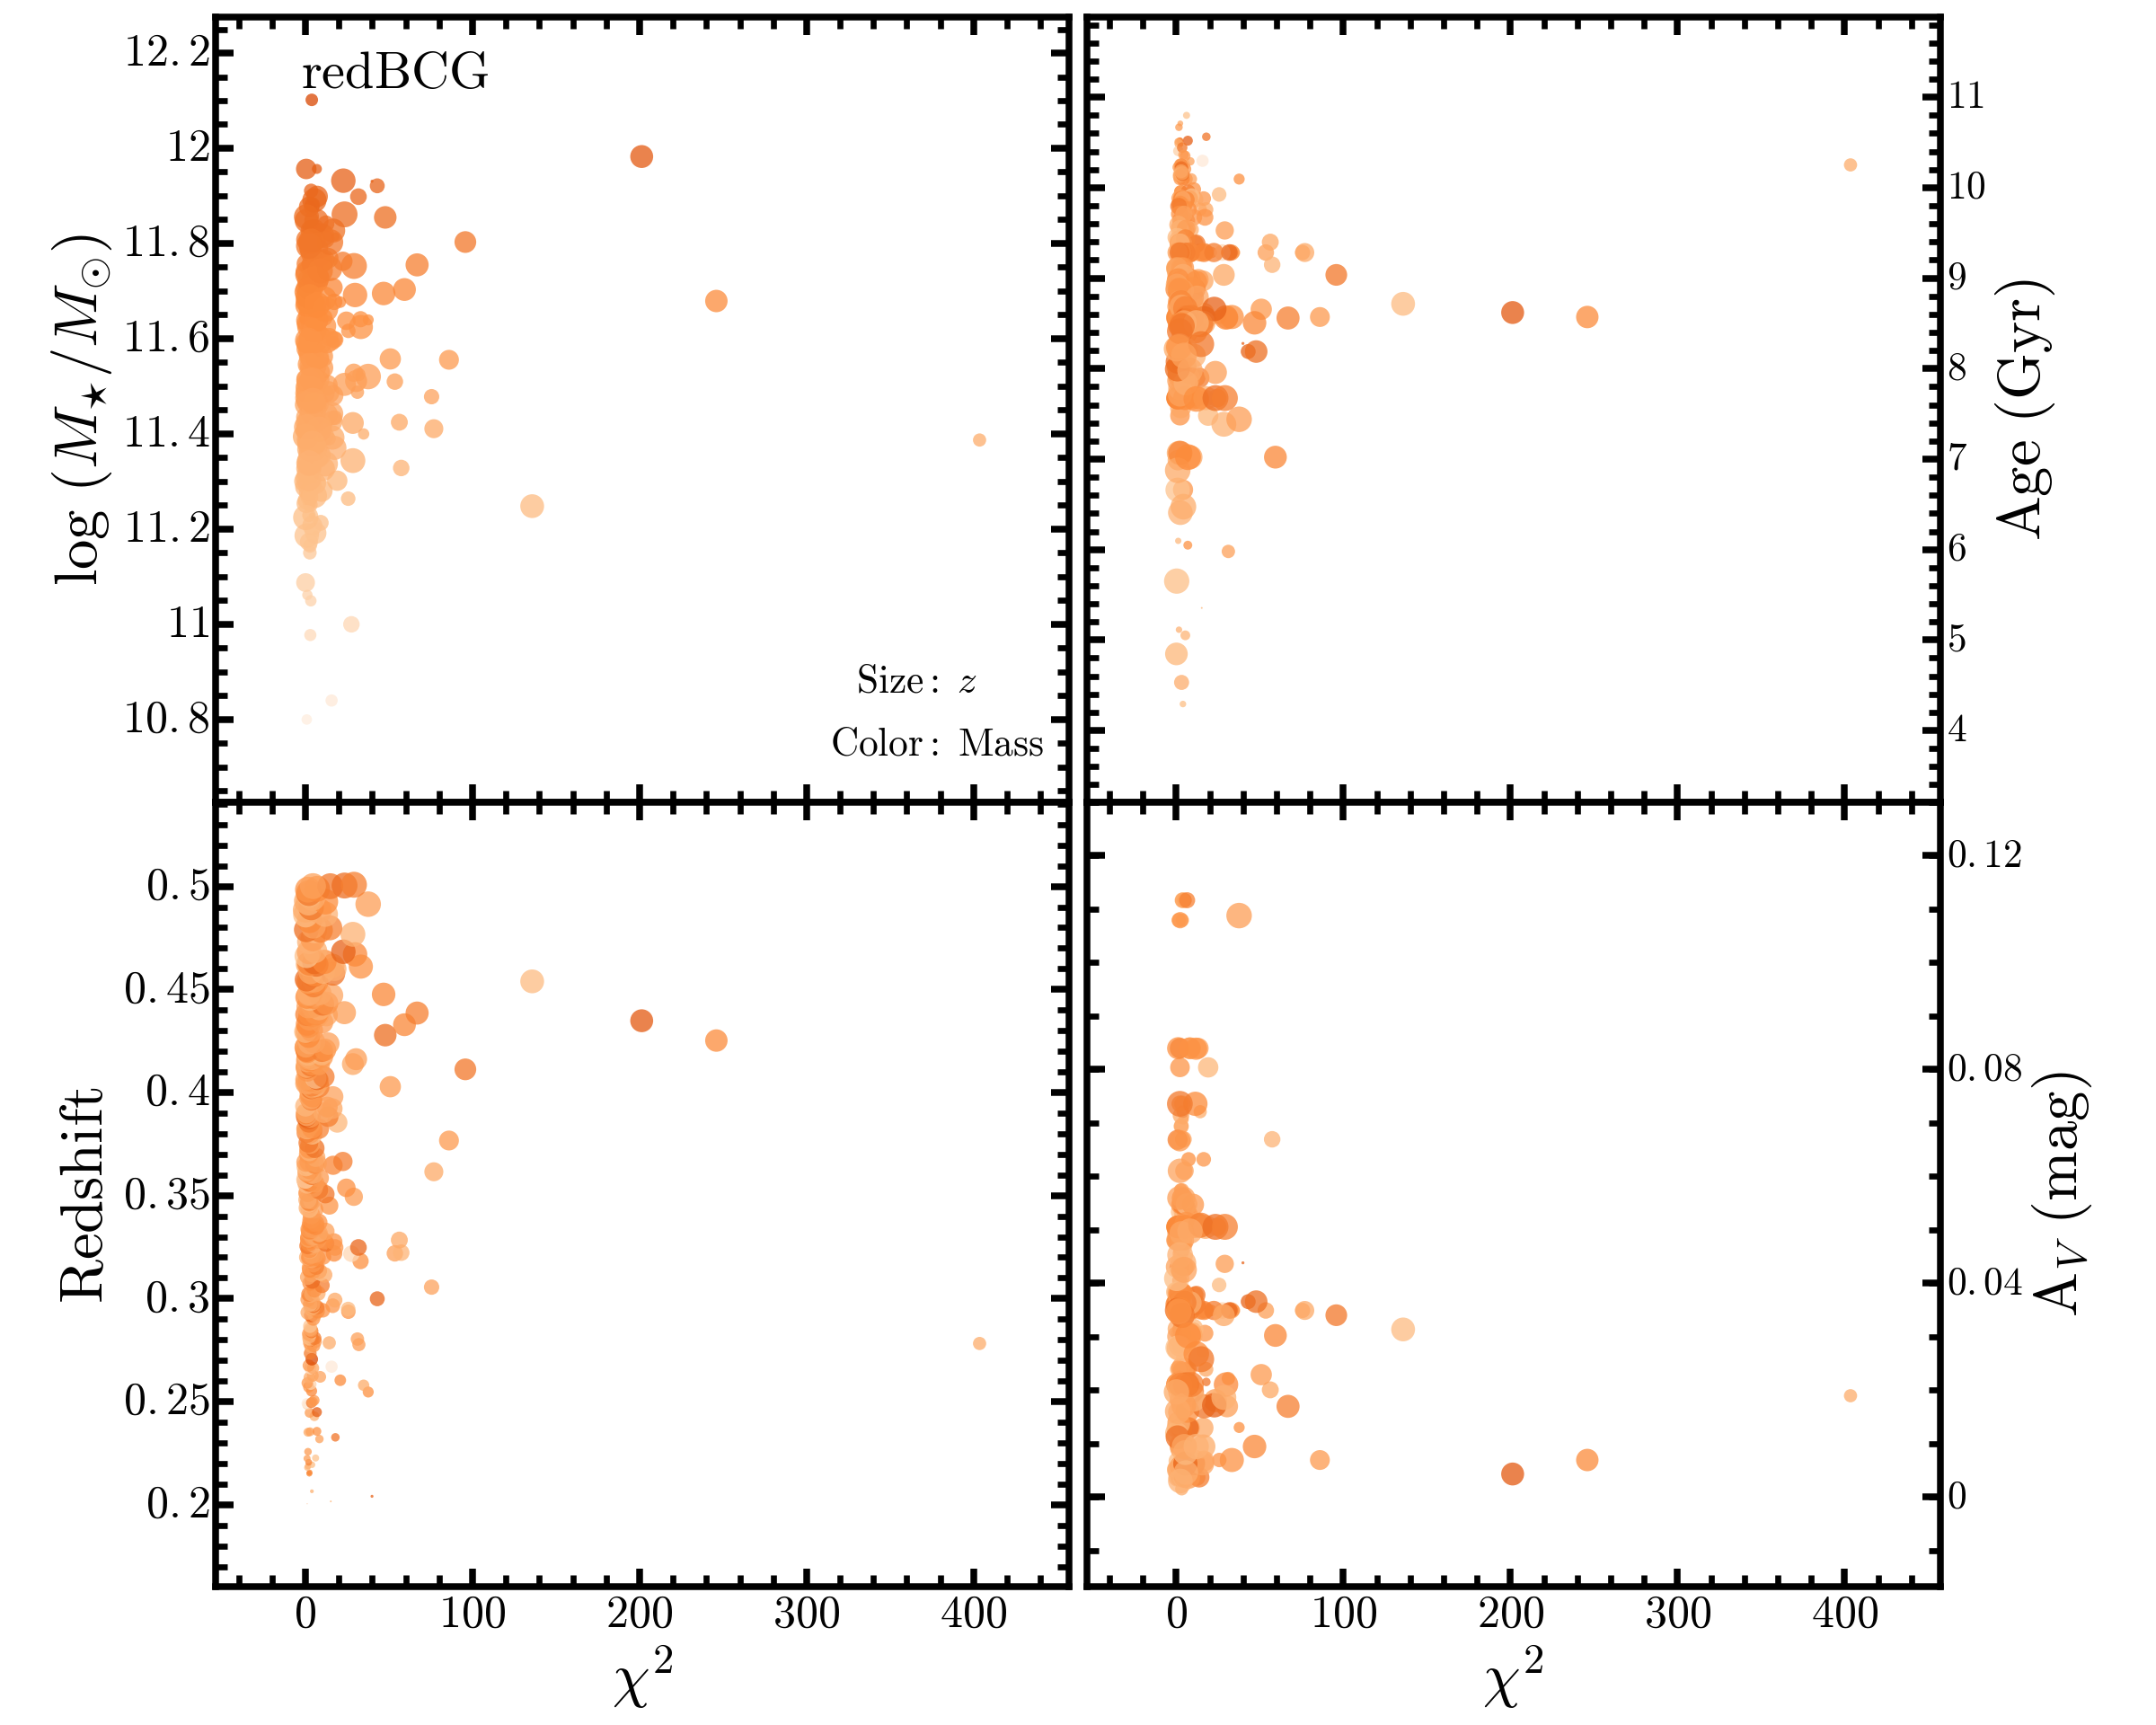 redBCG
12.2
12
11.8
11.6
11.4
11.2
11
10.8
log (M★/M⊙)
Size: z
Color: Mass
11
10
9
8
7
6
5
4
Age (Gyr)
0.5
0.45
0.4
0.35
0.3
0.25
0.2
Redshift
0.12
0.08
0.04
0
A_V (mag)
0 100 200 300 400
χ²
0 100 200 300 400
χ²